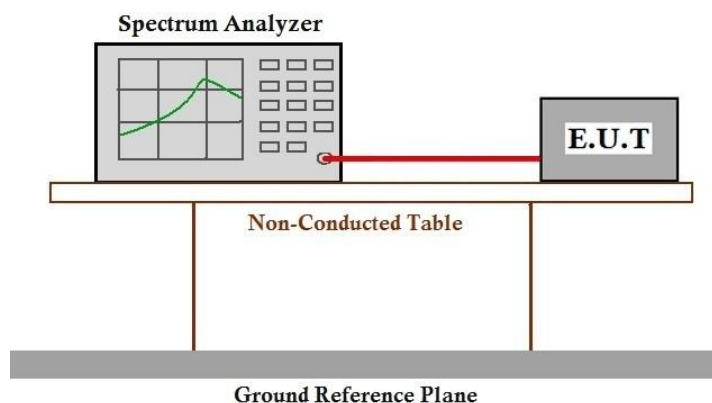 Spectrum Analyzer
E.U.T
Non-Conducted Table
Ground Reference Plane